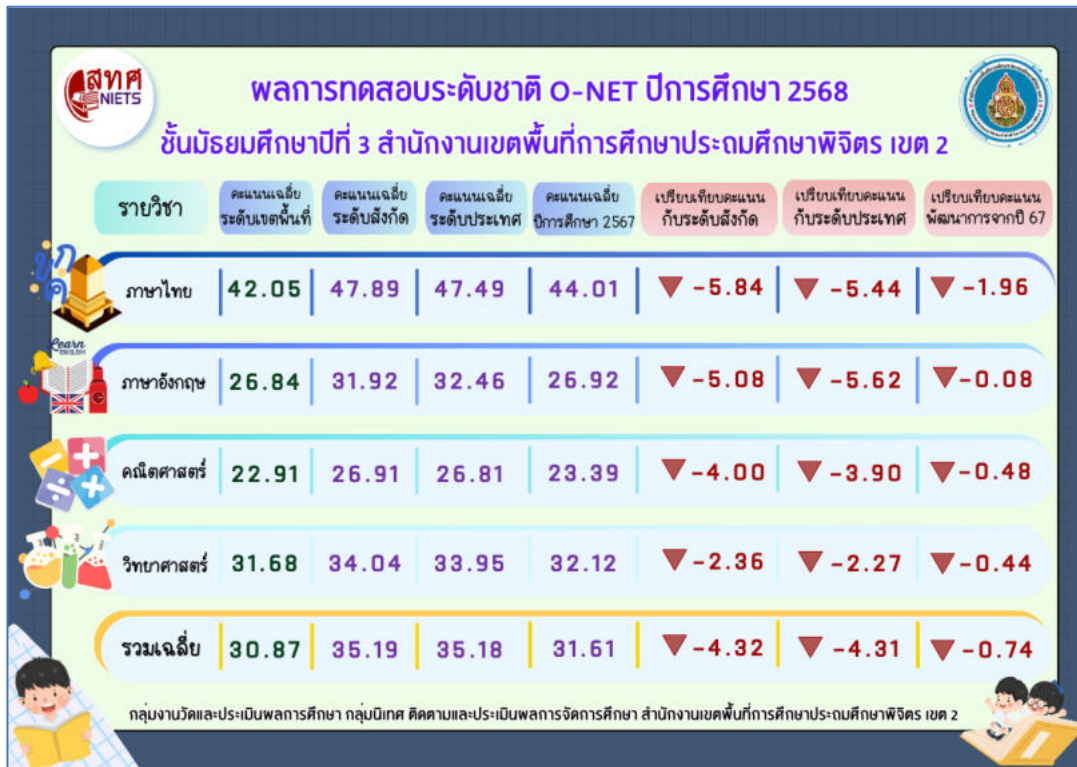 สทศ
NIETS
ผลการทดสอบระดับชาติ O-NET ปีการศึกษา 2568
ชั้นมัธยมศึกษาปีที่ 3 สำนักงานเขตพื้นที่การศึกษาประถมศึกษาพิจิตร เขต 2
รายวิชา คะแนนเฉลี่ย ระดับเขตพื้นที่ คะแนนเฉลี่ย ระดับสังกัด คะแนนเฉลี่ย ระดับประเทศ คะแนนเฉลี่ย ปีการศึกษา 2567 เปรียบเทียบคะแนน กับระดับสังกัด เปรียบเทียบคะแนน กับระดับประเทศ เปรียบเทียบคะแนน พัฒนาการจากปี 67
ภาษาไทย 42.05 47.89 47.49 44.01 ▼ -5.84 ▼ -5.44 ▼ -1.96
Learn
ENGLISH
ภาษาอังกฤษ 26.84 31.92 32.46 26.92 ▼ -5.08 ▼ -5.62 ▼ -0.08
คณิตศาสตร์ 22.91 26.91 26.81 23.39 ▼ -4.00 ▼ -3.90 ▼ -0.48
วิทยาศาสตร์ 31.68 34.04 33.95 32.12 ▼ -2.36 ▼ -2.27 ▼ -0.44
รวมเฉลี่ย 30.87 35.19 35.18 31.61 ▼ -4.32 ▼ -4.31 ▼ -0.74
กลุ่มงานวัดและประเมินผลการศึกษา กลุ่มนิเทศ ติดตามและประเมินผลการจัดการศึกษา สำนักงานเขตพื้นที่การศึกษาประถมศึกษาพิจิตร เขต 2